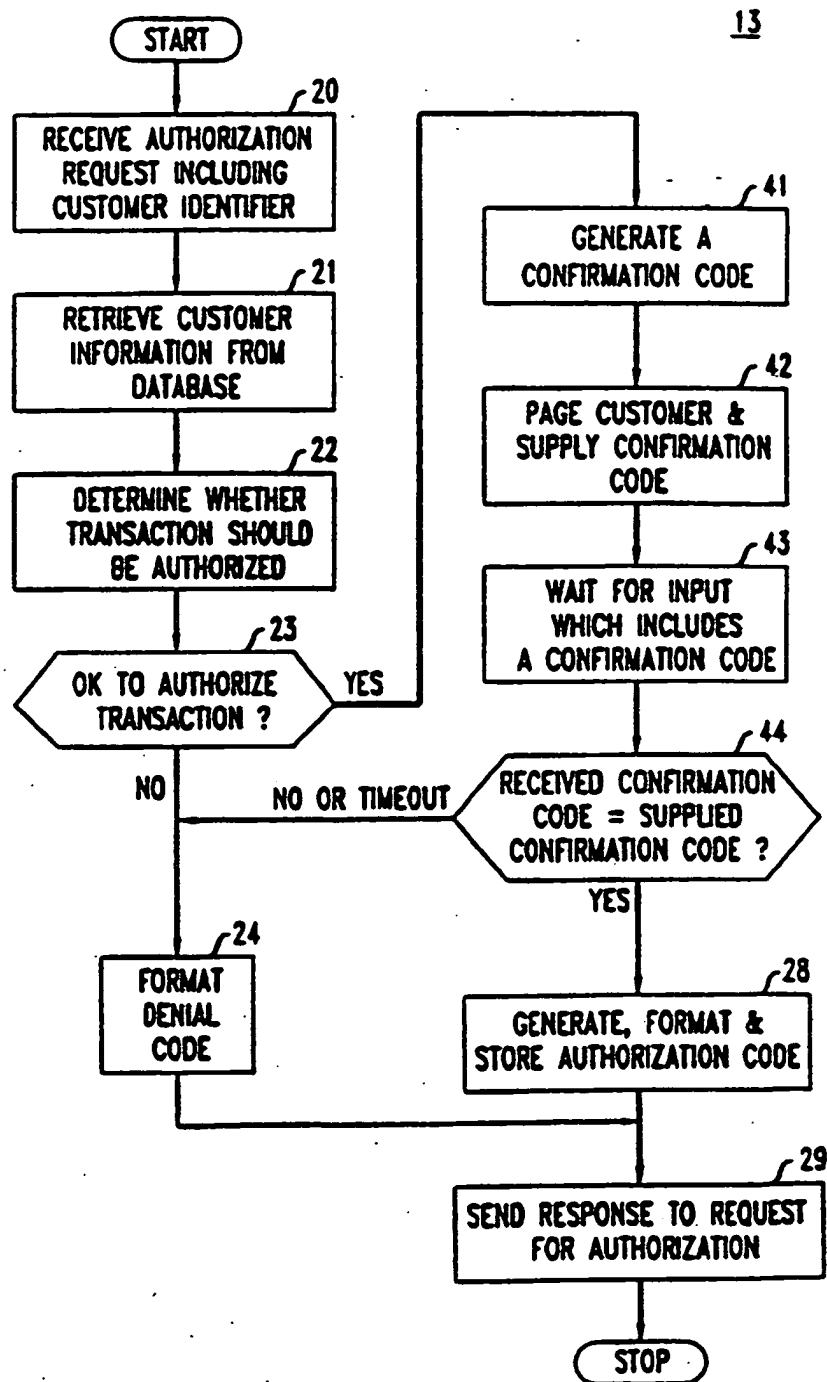 13
START
20
RECEIVE AUTHORIZATION
REQUEST INCLUDING
CUSTOMER IDENTIFIER
21
RETRIEVE CUSTOMER
INFORMATION FROM
DATABASE
22
DETERMINE WHETHER
TRANSACTION SHOULD
BE AUTHORIZED
23
OK TO AUTHORIZE
TRANSACTION ?
YES
NO
24
FORMAT
DENIAL
CODE
41
GENERATE A
CONFIRMATION CODE
42
PAGE CUSTOMER &
SUPPLY CONFIRMATION
CODE
43
WAIT FOR INPUT
WHICH INCLUDES
A CONFIRMATION CODE
44
RECEIVED CONFIRMATION
CODE = SUPPLIED
CONFIRMATION CODE ?
NO OR TIMEOUT
YES
28
GENERATE, FORMAT &
STORE AUTHORIZATION CODE
29
SEND RESPONSE TO REQUEST
FOR AUTHORIZATION
STOP